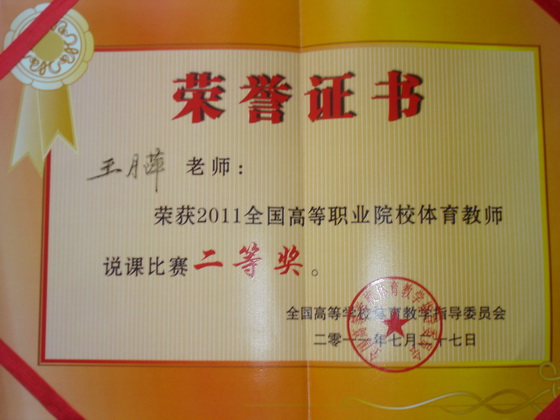 荣誉证书
王月萍 老师：
荣获2011全国高等职业院校体育教师
说课比赛二等奖。
全国高等学校体育教学指导委员会
二零一一年七月二十七日